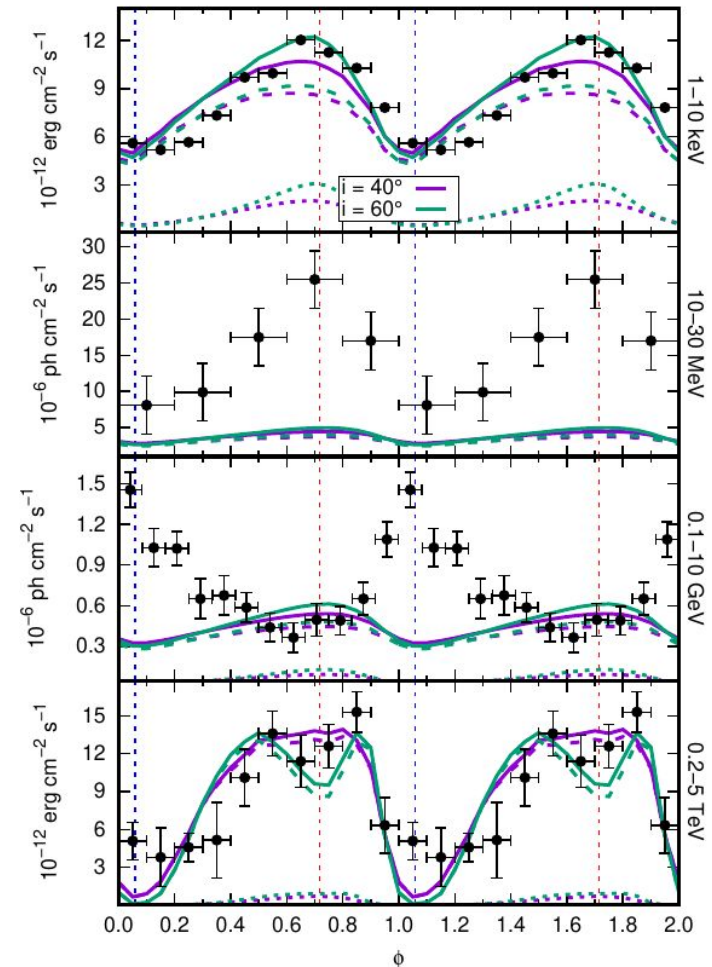 12
9
6
3
10⁻¹² erg cm⁻² s⁻¹
1–10 keV
i = 40°
i = 60°
30
25
20
15
10
5
10⁻⁶ ph cm⁻² s⁻¹
10–30 MeV
1.5
1.2
0.9
0.6
0.3
10⁻⁶ ph cm⁻² s⁻¹
0.1–10 GeV
15
12
9
6
3
10⁻¹² erg cm⁻² s⁻¹
0.2–5 TeV
0.0 0.2 0.4 0.6 0.8 1.0 1.2 1.4 1.6 1.8 2.0
ϕ